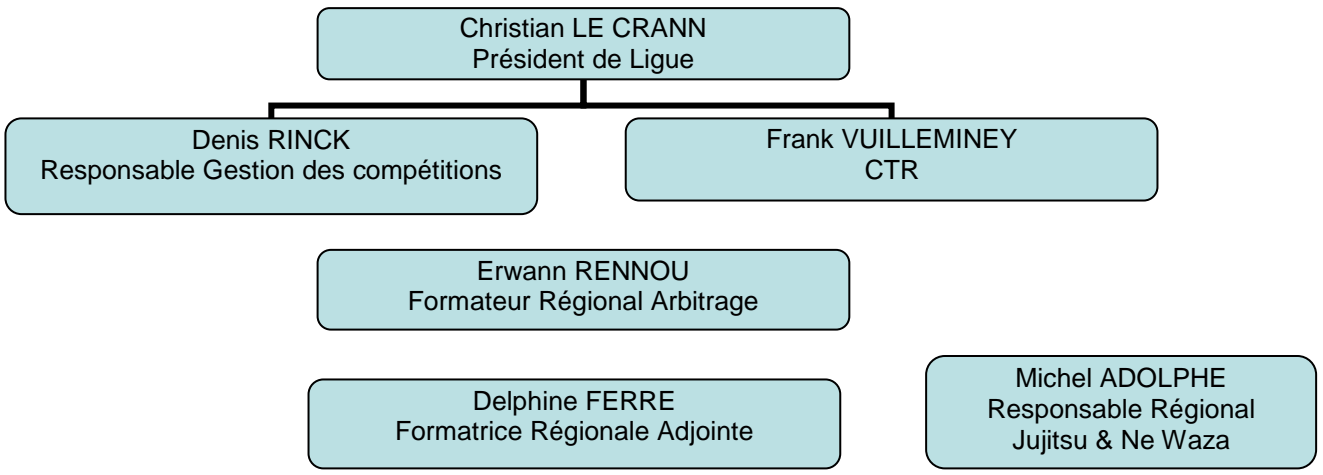 Christian LE CRANN
Président de Ligue
Denis RINCK
Responsable Gestion des compétitions
Frank VUILLEMINEY
CTR
Erwann RENNOU
Formateur Régional Arbitrage
Delphine FERRE
Formatrice Régionale Adjointe
Michel ADOLPHE
Responsable Régional
Jujitsu & Ne Waza